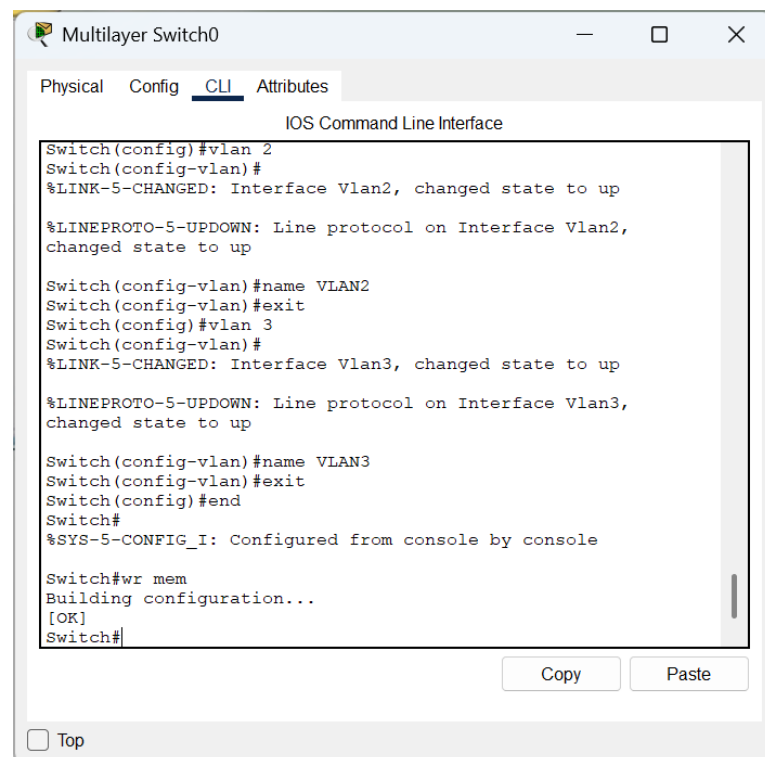 Multilayer Switch0
Physical Config CLI Attributes
IOS Command Line Interface
Switch(config)#vlan 2
Switch(config-vlan)#
%LINK-5-CHANGED: Interface Vlan2, changed state to up
%LINEPROTO-5-UPDOWN: Line protocol on Interface Vlan2,
changed state to up
Switch(config-vlan)#name VLAN2
Switch(config-vlan)#exit
Switch(config)#vlan 3
Switch(config-vlan)#
%LINK-5-CHANGED: Interface Vlan3, changed state to up
%LINEPROTO-5-UPDOWN: Line protocol on Interface Vlan3,
changed state to up
Switch(config-vlan)#name VLAN3
Switch(config-vlan)#exit
Switch(config)#end
Switch#
%SYS-5-CONFIG_I: Configured from console by console
Switch#wr mem
Building configuration...
[OK]
Switch#
Copy Paste
Top